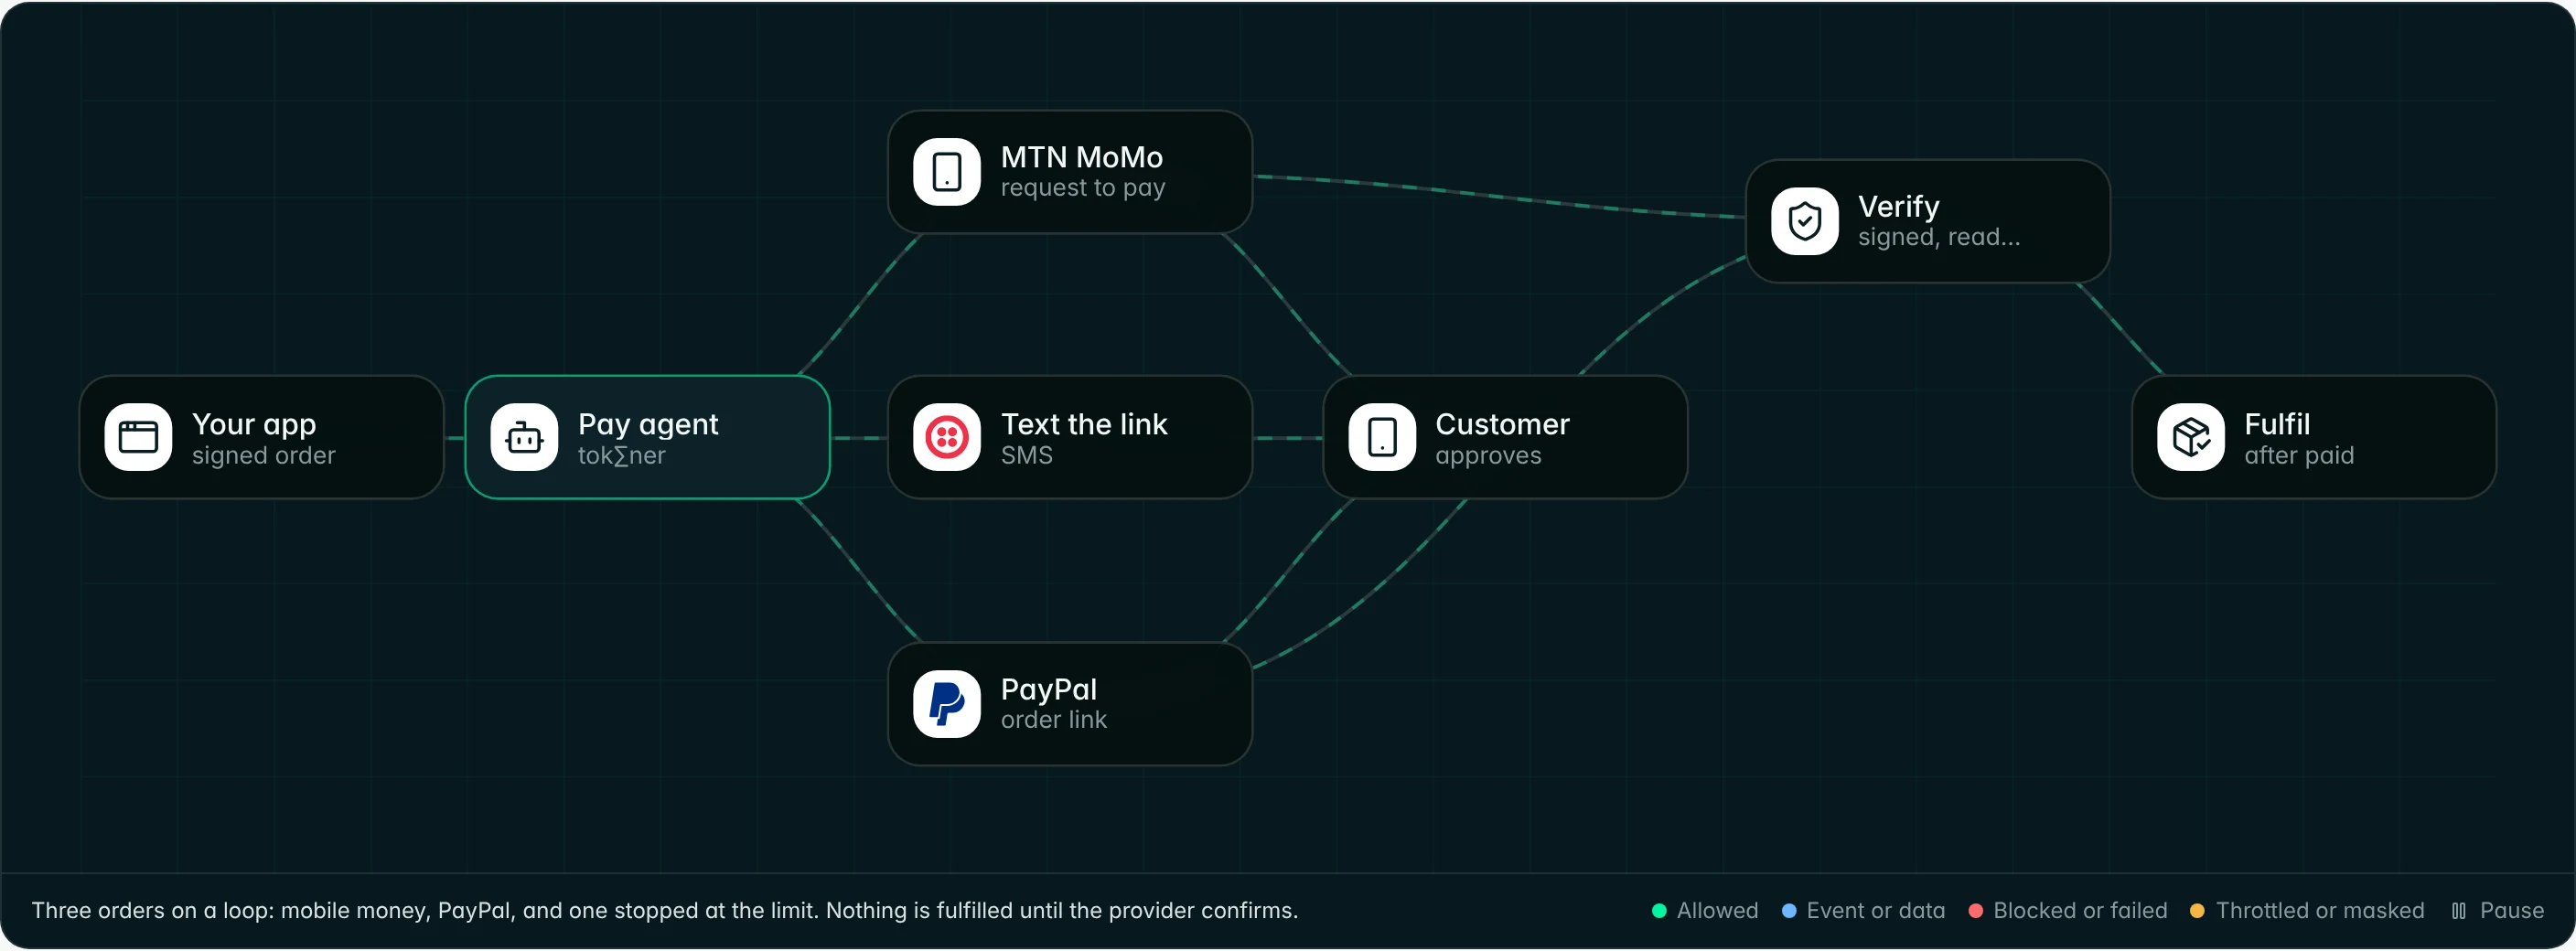 MTN MoMo
request to pay
Verify
signed, read...
Your app
signed order
Pay agent
tok∑ner
Text the link
SMS
Customer
approves
Fulfil
after paid
PayPal
order link
Three orders on a loop: mobile money, PayPal, and one stopped at the limit. Nothing is fulfilled until the provider confirms.
Allowed
Event or data
Blocked or failed
Throttled or masked
Pause